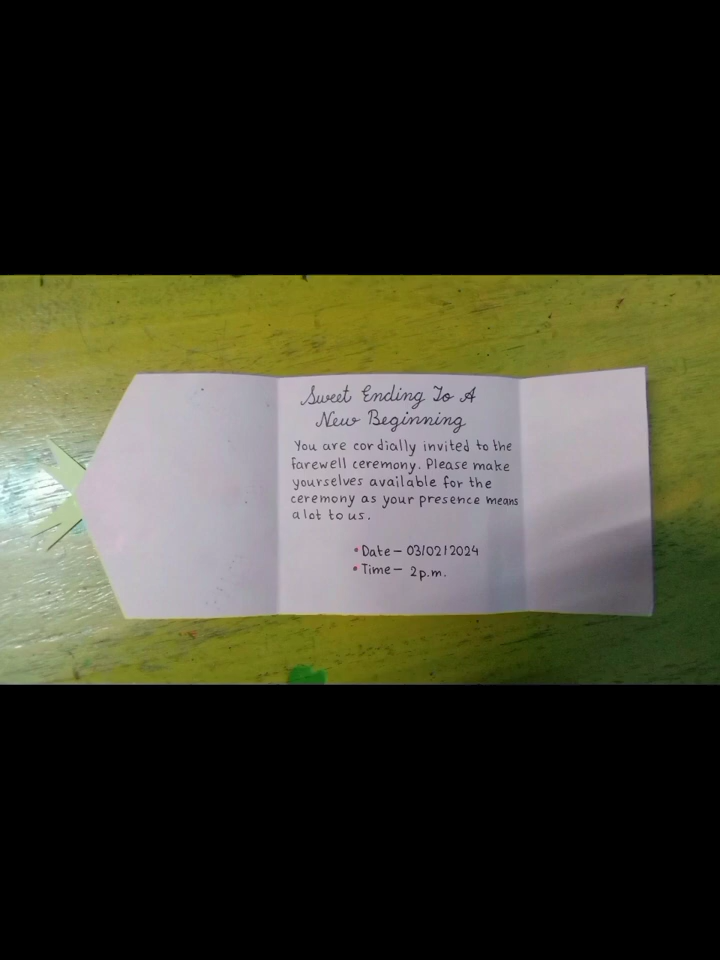 Sweet Ending To A
New Beginning
You are cordially invited to the
farewell ceremony. Please make
yourselves available for the
ceremony as your presence means
a lot to us.
• Date – 03/02/2024
• Time – 2p.m.